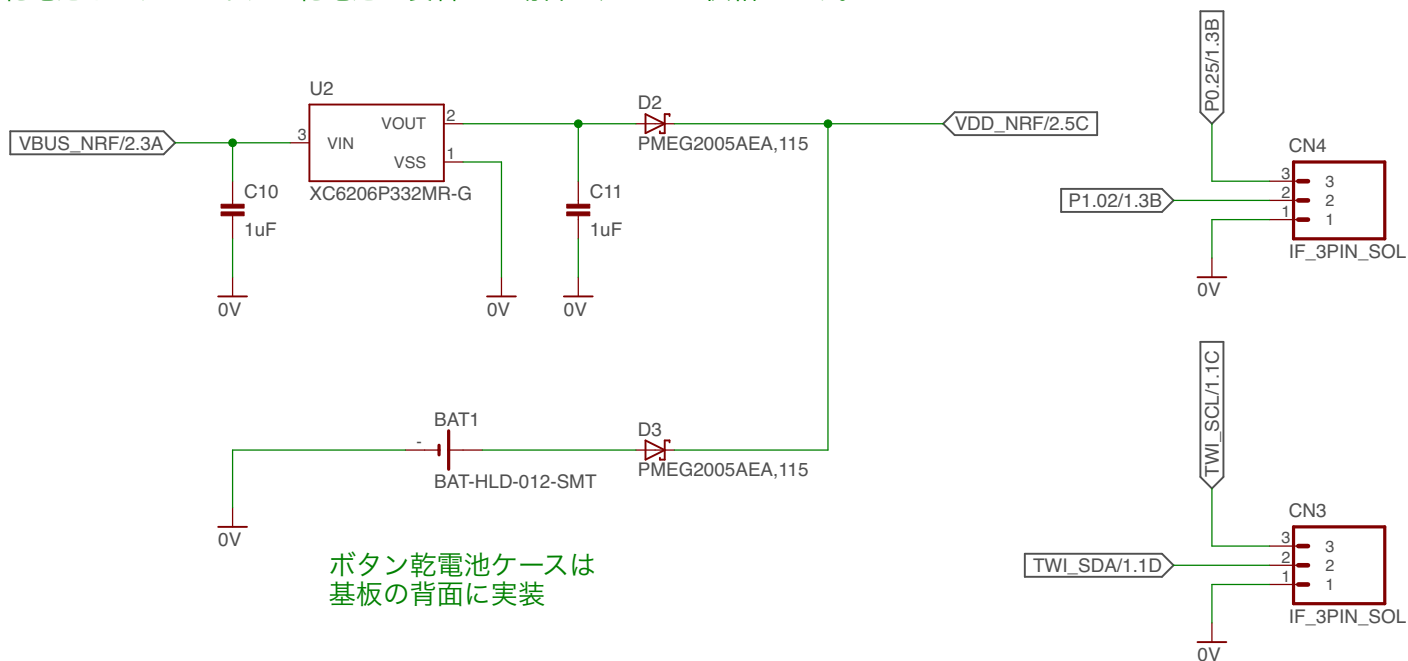 U2
VBUS_NRF/2.3A
3
VIN
VOUT
2
VSS
1
XC6206P332MR-G
C10
1uF
0V
0V
C11
1uF
0V
D2
PMEG2005AEA,115
VDD_NRF/2.5C
P0.25/1.3B
CN4
P1.02/1.3B
3
2
1
3
2
1
IF_3PIN_SOL
0V
BAT1
-
BAT-HLD-012-SMT
0V
D3
PMEG2005AEA,115
ボタン乾電池ケースは
基板の背面に実装
TWI_SCL/1.1C
CN3
TWI_SDA/1.1D
3
2
1
3
2
1
IF_3PIN_SOL
0V